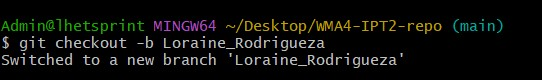 Admin@lhetsprint MINGW64 ~/Desktop/WMA4-IPT2-repo (main)
$ git checkout -b Loraine_Rodrigueza
Switched to a new branch 'Loraine_Rodrigueza'